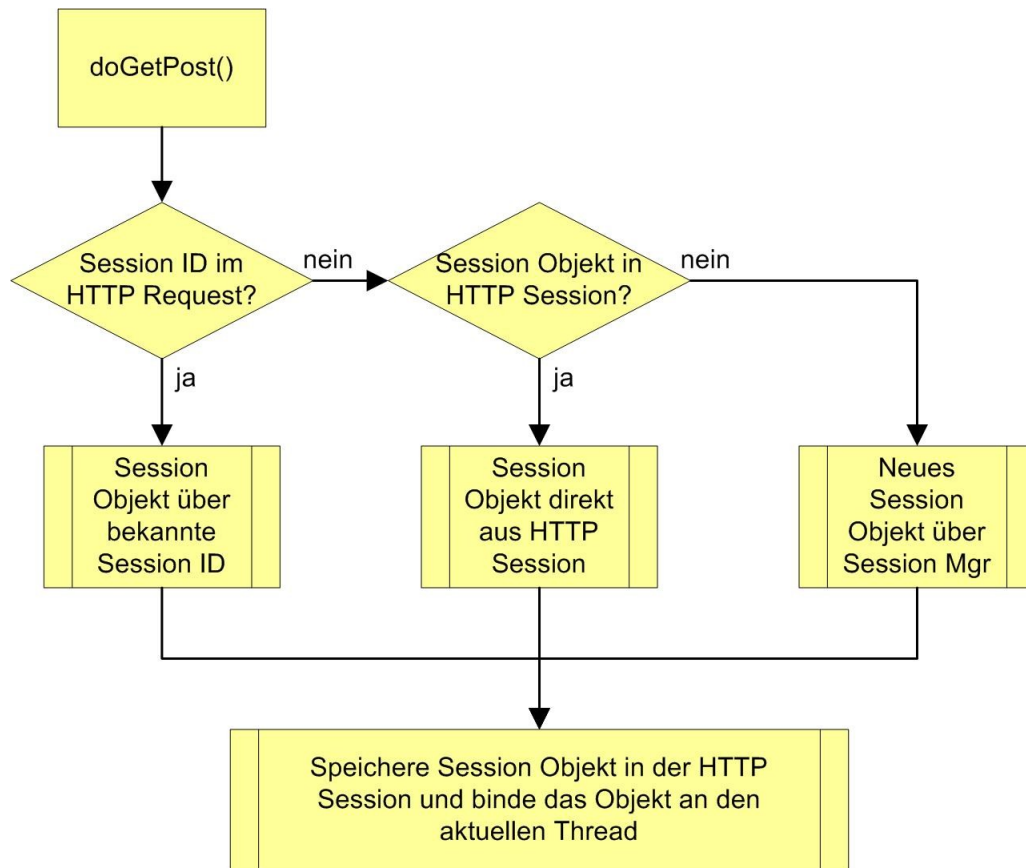 doGetPost()
Session ID im
HTTP Request?
nein
Session Objekt in
HTTP Session?
nein
ja
ja
Session
Objekt über
bekannte
Session ID
Session
Objekt direkt
aus HTTP
Session
Neues
Session
Objekt über
Session Mgr
Speichere Session Objekt in der HTTP
Session und binde das Objekt an den
aktuellen Thread